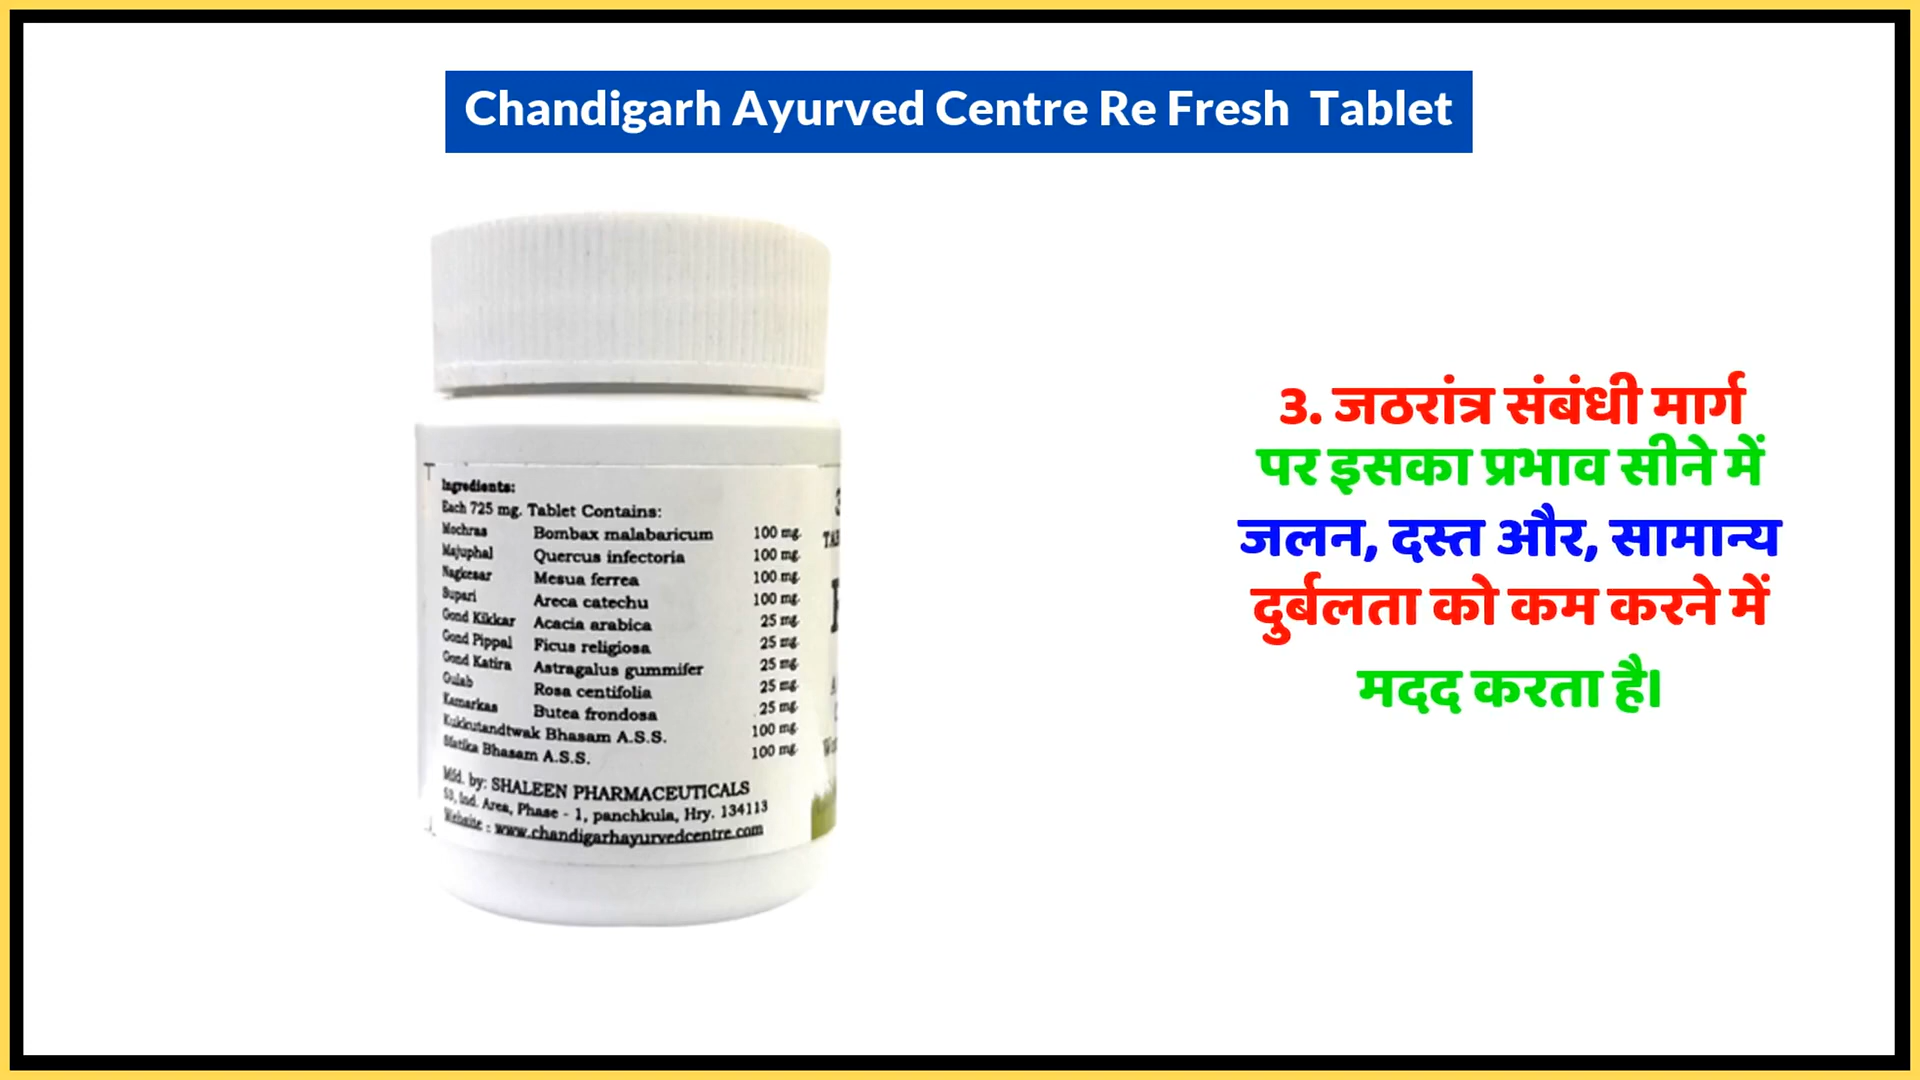 Chandigarh Ayurved Centre Re Fresh Tablet
Ingredients:
Each 725 mg. Tablet Contains:
Mochras Bombax malabaricum 100 mg.
Majuphal Quercus infectoria 100 mg.
Nagkesar Mesua ferrea 100 mg.
Supari Areca catechu 100 mg.
Gond Kikkar Acacia arabica 25 mg.
Gond Pippal Ficus religiosa 25 mg.
Gond Katira Astragalus gummifer 25 mg.
Gulab Rosa centifolia 25 mg.
Kamarkas Butea frondosa 25 mg.
Kukkutandtwak Bhasam A.S.S. 100 mg.
Sfatika Bhasam A.S.S. 100 mg.
Mfd. by: SHALEEN PHARMACEUTICALS
53, Ind. Area, Phase - 1, panchkula, Hry. 134113
Website : www.chandigarhayurvedcentre.com
3. जठरांत्र संबंधी मार्ग
पर इसका प्रभाव सीने में
जलन, दस्त और, सामान्य
दुर्बलता को कम करने में
मदद करता है।